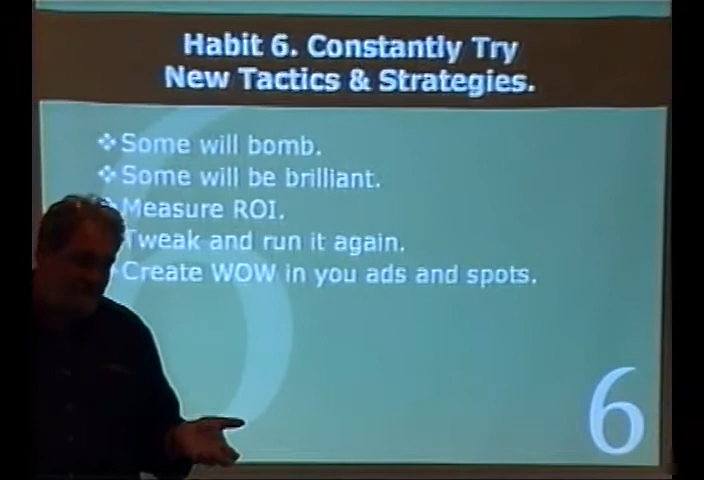 Habit 6. Constantly Try
New Tactics & Strategies.
Some will bomb.
Some will be brilliant.
Measure ROI.
Tweak and run it again.
Create WOW in you ads and spots.
6